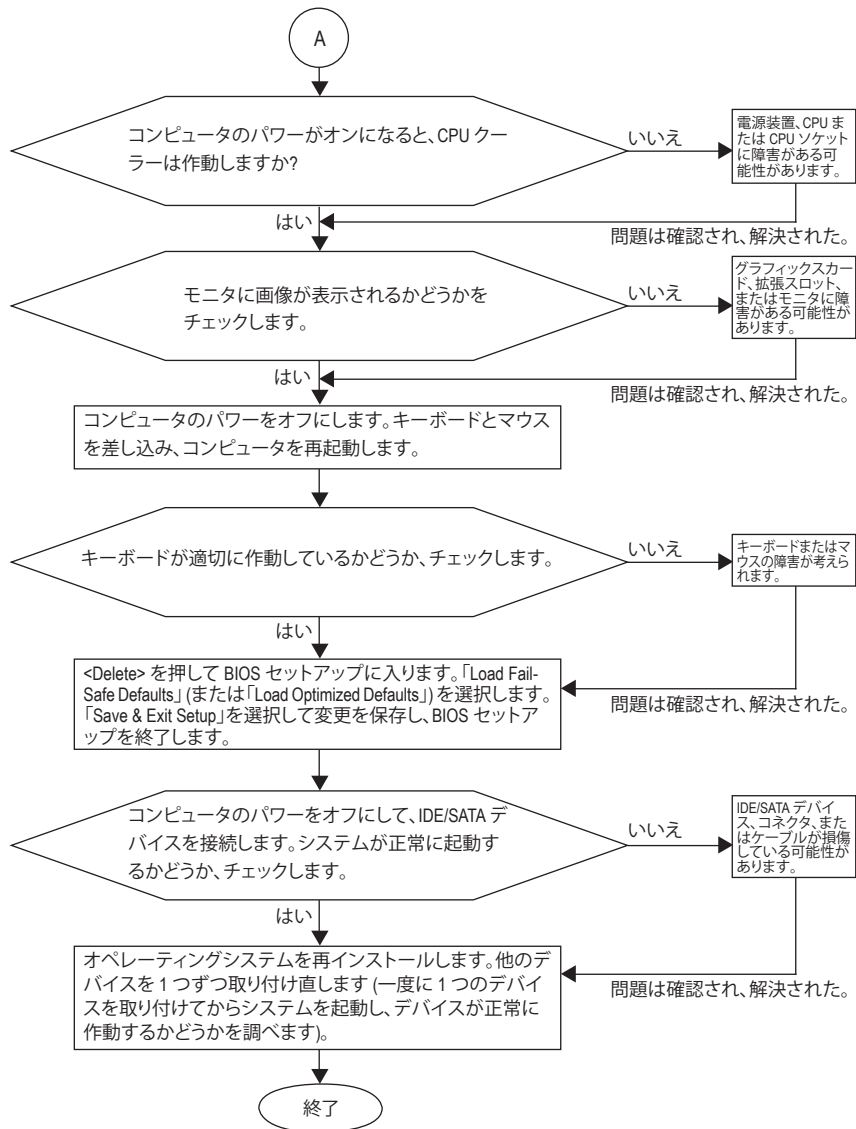 A
コンピュータのパワーがオンになると、CPU クー
ラーは作動しますか?
いいえ
電源装置、CPU ま
たは CPU ソケット
に障害がある可
能性があります。
はい
問題は確認され、解決された。
モニタに画像が表示されるかどうかを
チェックします。
いいえ
グラフィックスカー
ド、拡張スロット、
またはモニタに障
害がある可能性が
あります。
はい
問題は確認され、解決された。
コンピュータのパワーをオフにします。キーボードとマウス
を差し込み、コンピュータを再起動します。
キーボードが適切に作動しているかどうか、チェックします。
いいえ
キーボードまたはマ
ウスの障害が考えら
れます。
はい
<Delete> を押して BIOS セットアップに入ります。「Load Fail-
Safe Defaults」(または「Load Optimized Defaults」) を選択します。
「Save & Exit Setup」を選択して変更を保存し、BIOS セットア
ップを終了します。
問題は確認され、解決された。
コンピュータのパワーをオフにして、IDE/SATA デ
バイスを接続します。システムが正常に起動す
るかどうか、チェックします。
いいえ
IDE/SATA デバイ
ス、コネクタ、また
はケーブルが損傷
している可能性が
あります。
はい
オペレーティングシステムを再インストールします。他のデ
バイスを 1 つずつ取り付け直します (一度に 1 つのデバイ
スを取り付けてからシステムを起動し、デバイスが正常に
作動するかどうかを調べます)。
問題は確認され、解決された。
終了